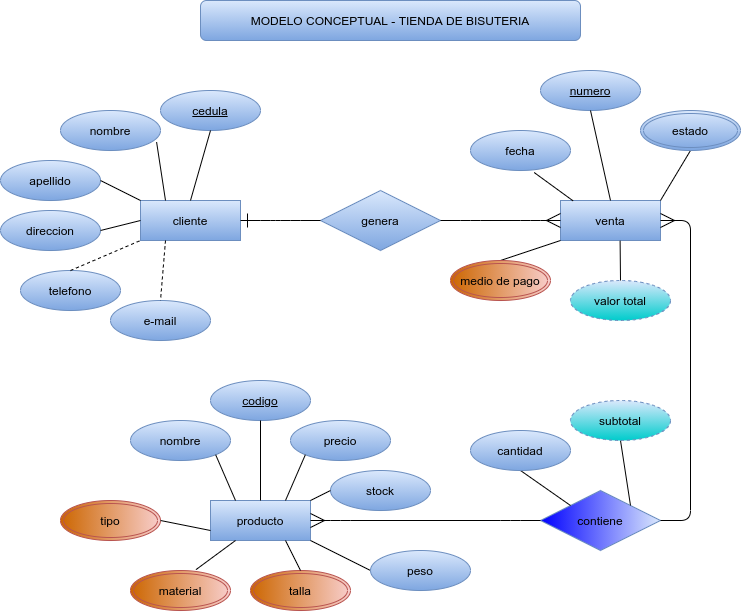 MODELO CONCEPTUAL - TIENDA DE BISUTERIA
cedula
nombre
apellido
direccion
telefono
e-mail
cliente
genera
numero
fecha
estado
venta
medio de pago
valor total
subtotal
cantidad
contiene
codigo
nombre
precio
stock
tipo
producto
material
talla
peso